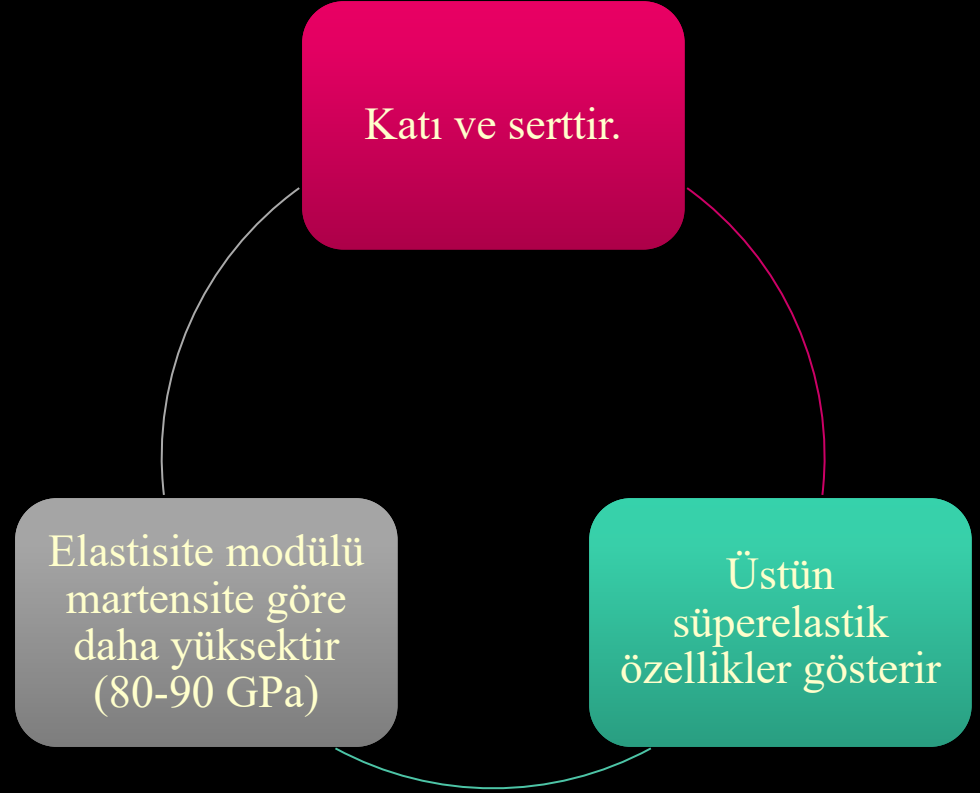 Katı ve serttir.
Üstün
süperelastik
özellikler gösterir
Elastisite modülü
martensite göre
daha yüksektir
(80-90 GPa)